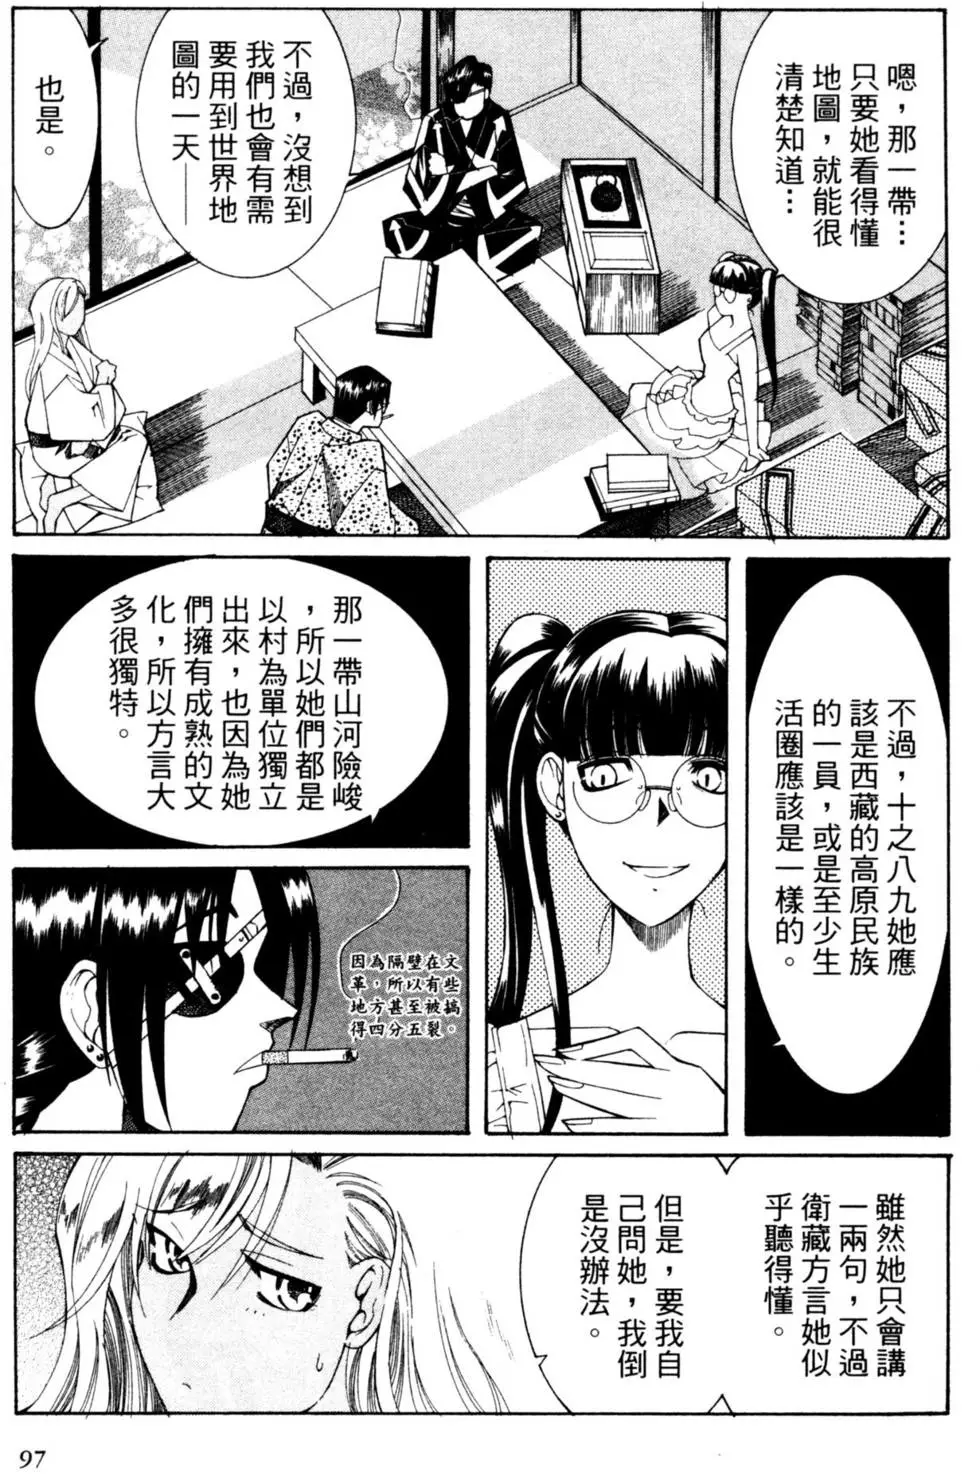 嗯，那一帶…
只要她看得懂
地圖，就能很
清楚知道…
不過，沒想到
我們也會有需
要用到世界地
圖的一天——
也是。
不過，十之八九她應
該是西藏的高原民族
的一員，或是至少生
活圈應該是一樣的。
那一帶山河險峻
，所以她們都是
以村為單位獨立
出來，也因為她
們擁有成熟的文
化，所以方言大
多很獨特。
因為隔壁在文
革，所以有些
地方甚至被搞
得四分五裂。
雖然她只會講
一兩句，不過
衛藏方言她似
乎聽得懂。
但是，要我自
己問她，我倒
是沒辦法。
97